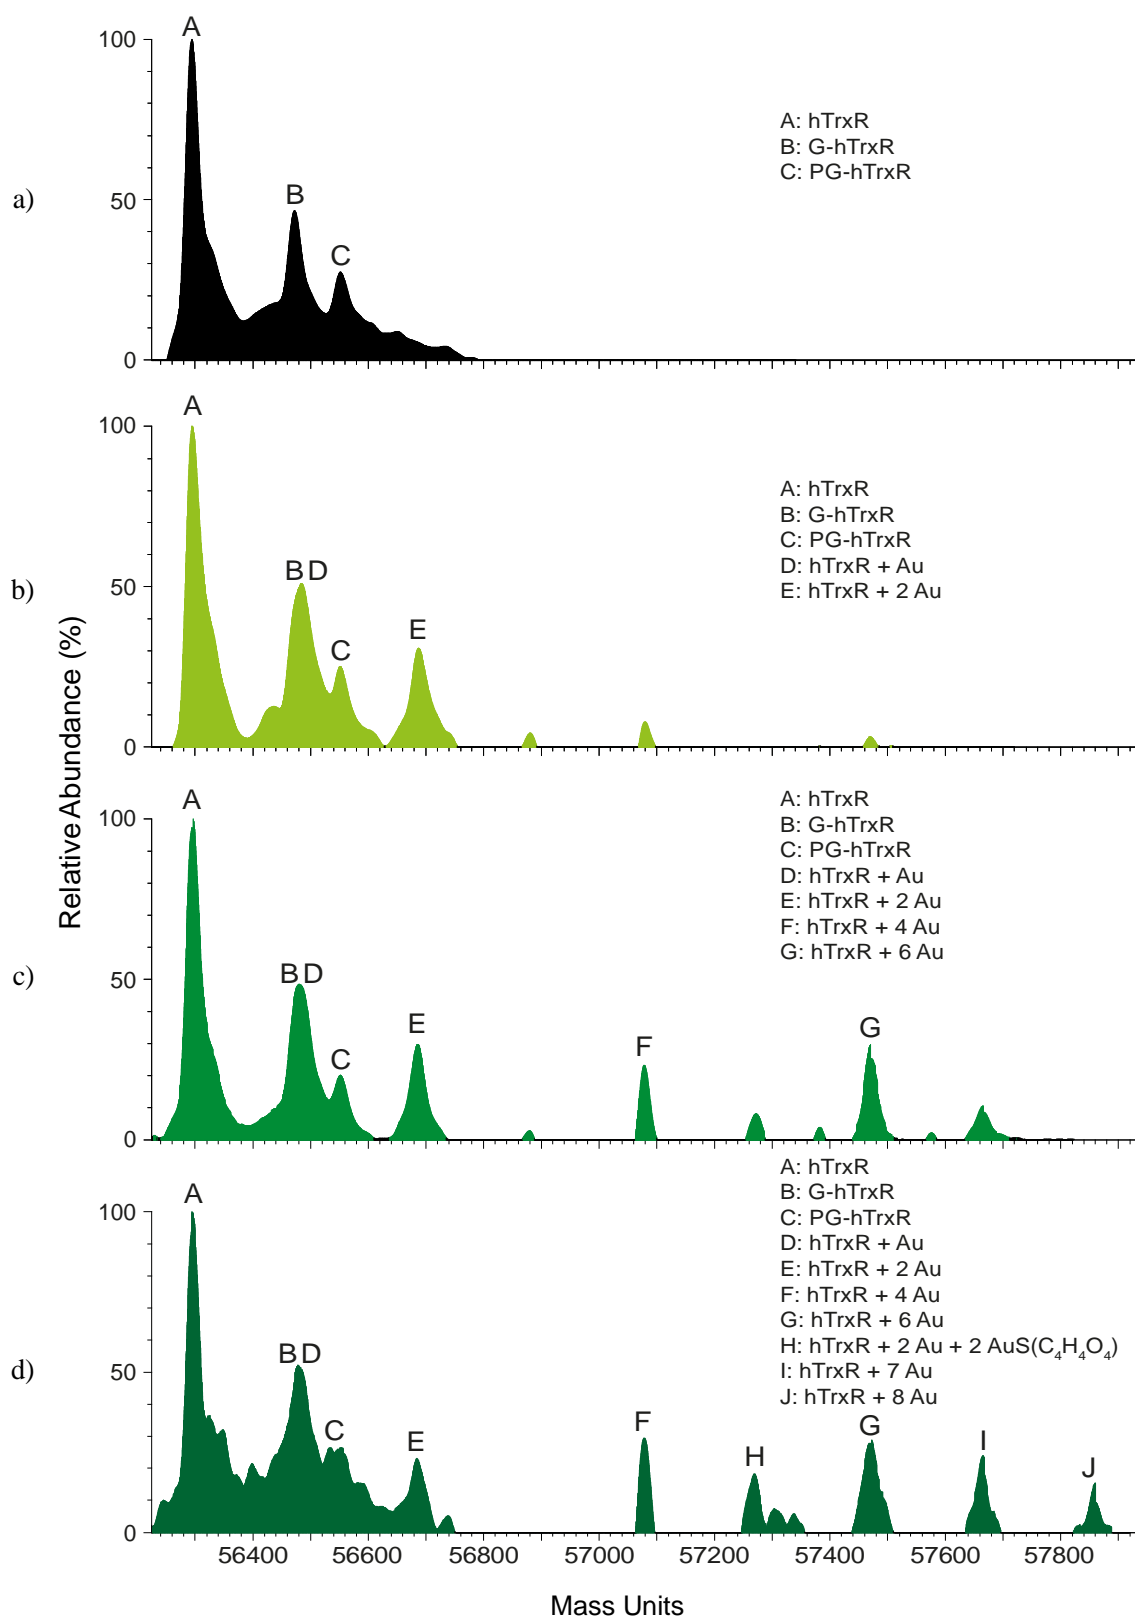 A
100
50
0
a)
B
C
A: hTrxR
B: G-hTrxR
C: PG-hTrxR
A
100
50
0
b)
B D
C
E
A: hTrxR
B: G-hTrxR
C: PG-hTrxR
D: hTrxR + Au
E: hTrxR + 2 Au
Relative Abundance (%)
A
100
50
0
c)
B D
C
E
F
G
A: hTrxR
B: G-hTrxR
C: PG-hTrxR
D: hTrxR + Au
E: hTrxR + 2 Au
F: hTrxR + 4 Au
G: hTrxR + 6 Au
A
100
50
0
d)
B D
C
E
F
H
G
I
J
A: hTrxR
B: G-hTrxR
C: PG-hTrxR
D: hTrxR + Au
E: hTrxR + 2 Au
F: hTrxR + 4 Au
G: hTrxR + 6 Au
H: hTrxR + 2 Au + 2 AuS(C₄H₄O₄)
I: hTrxR + 7 Au
J: hTrxR + 8 Au
56400 56600 56800 57000 57200 57400 57600 57800
Mass Units